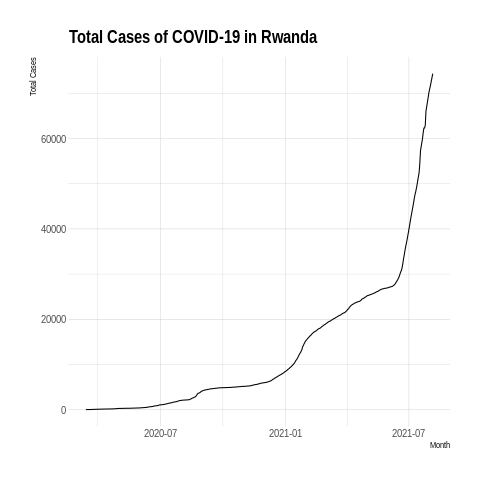 Total Cases of COVID-19 in Rwanda
Total Cases
60000
40000
20000
0
2020-07 2021-01 2021-07
Month